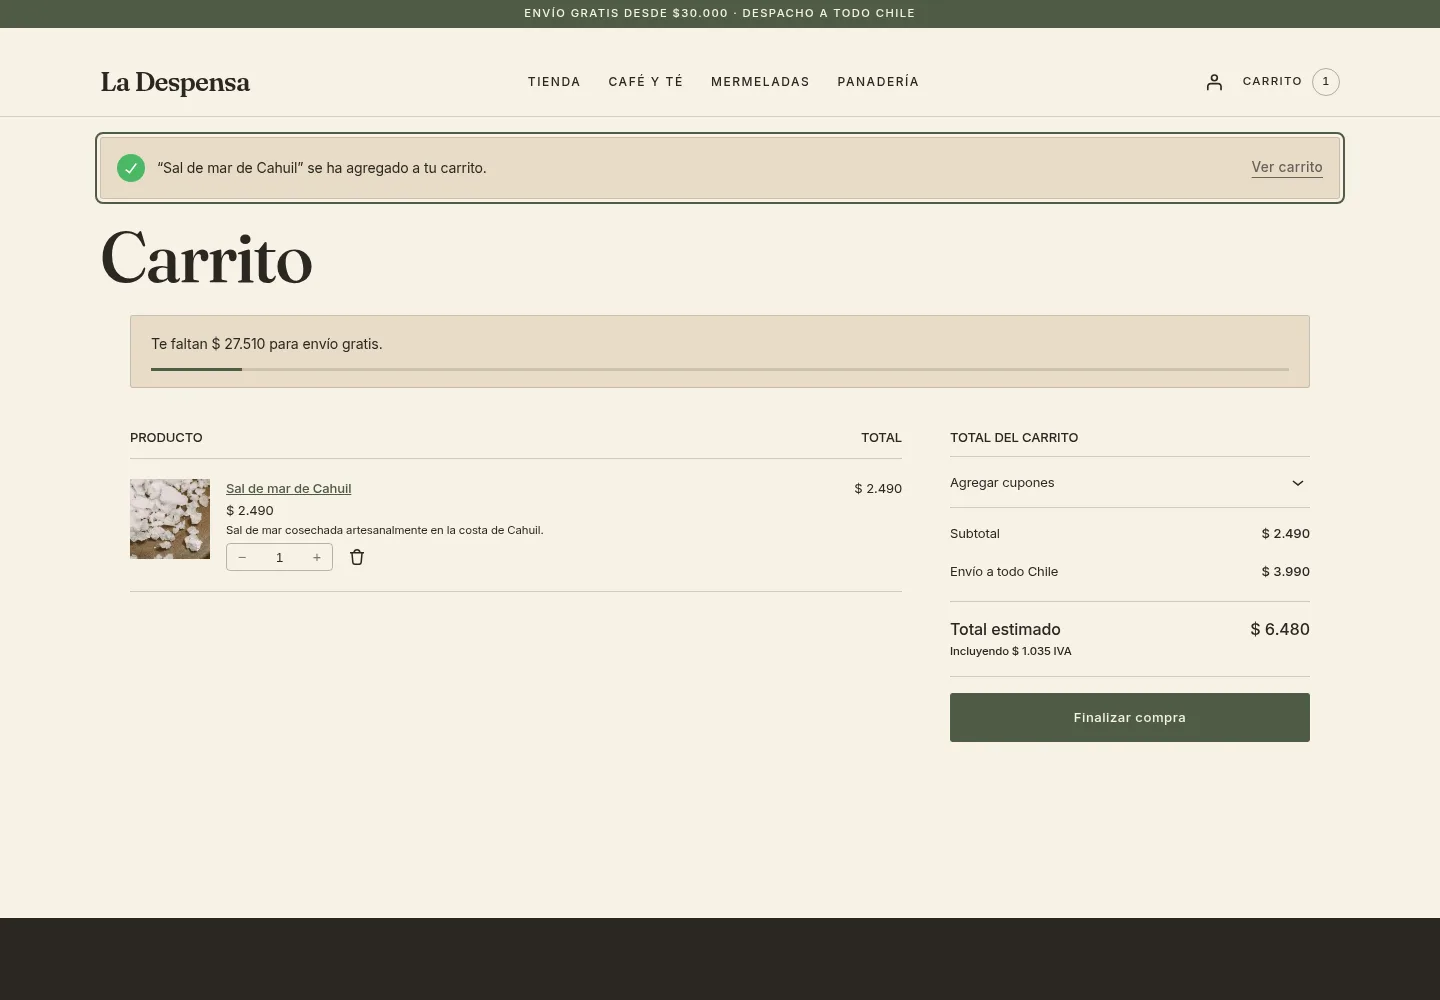 ENVÍO GRATIS DESDE $30.000 · DESPACHO A TODO CHILE
La Despensa
TIENDA CAFÉ Y TÉ MERMELADAS PANADERÍA
CARRITO 1
“Sal de mar de Cahuil” se ha agregado a tu carrito.
Ver carrito
Carrito
Te faltan $ 27.510 para envío gratis.
PRODUCTO TOTAL
Sal de mar de Cahuil $ 2.490
$ 2.490
Sal de mar cosechada artesanalmente en la costa de Cahuil.
− 1 +
TOTAL DEL CARRITO
Agregar cupones
Subtotal $ 2.490
Envío a todo Chile $ 3.990
Total estimado $ 6.480
Incluyendo $ 1.035 IVA
Finalizar compra